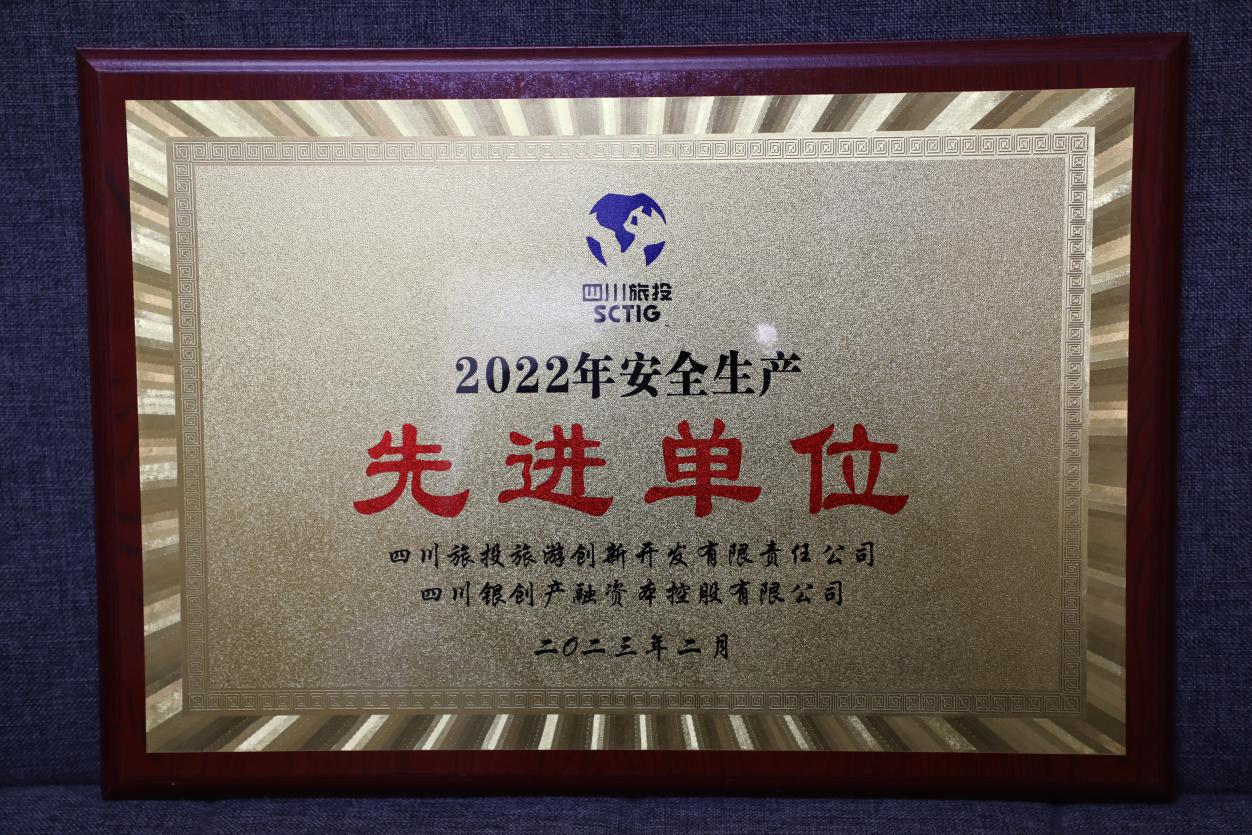 四川旅投
SCTIG
2022年安全生产
先进单位
四川旅投旅游创新开发有限责任公司
四川银创产融资本控股有限公司
二〇二三年二月